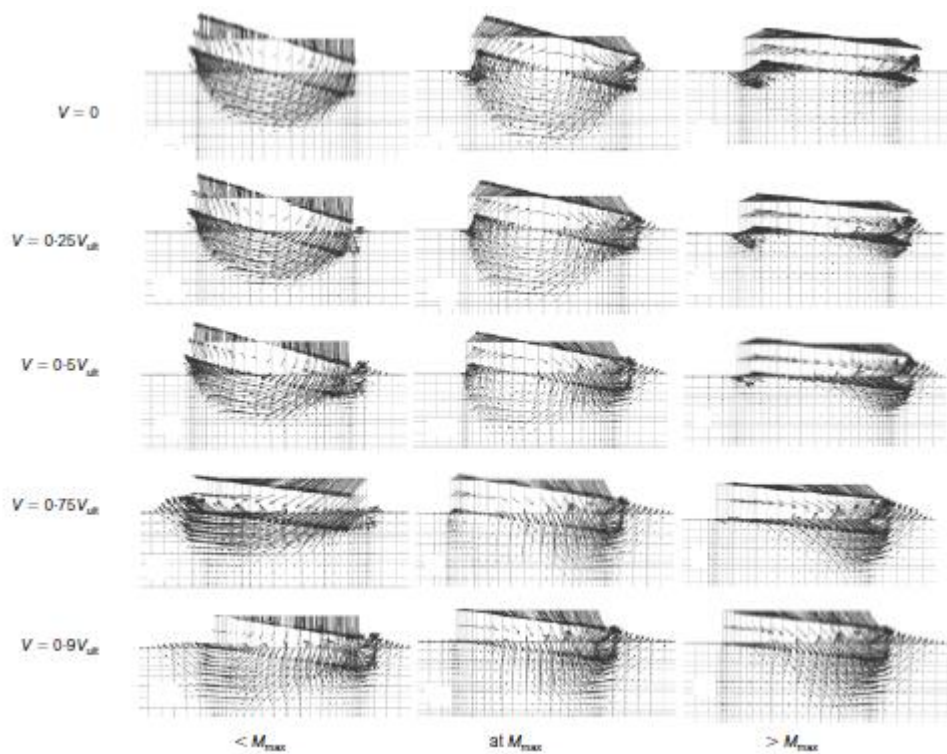 V = 0
V = 0·25V_ult
V = 0·5V_ult
V = 0·75V_ult
V = 0·9V_ult
< M_max
at M_max
> M_max